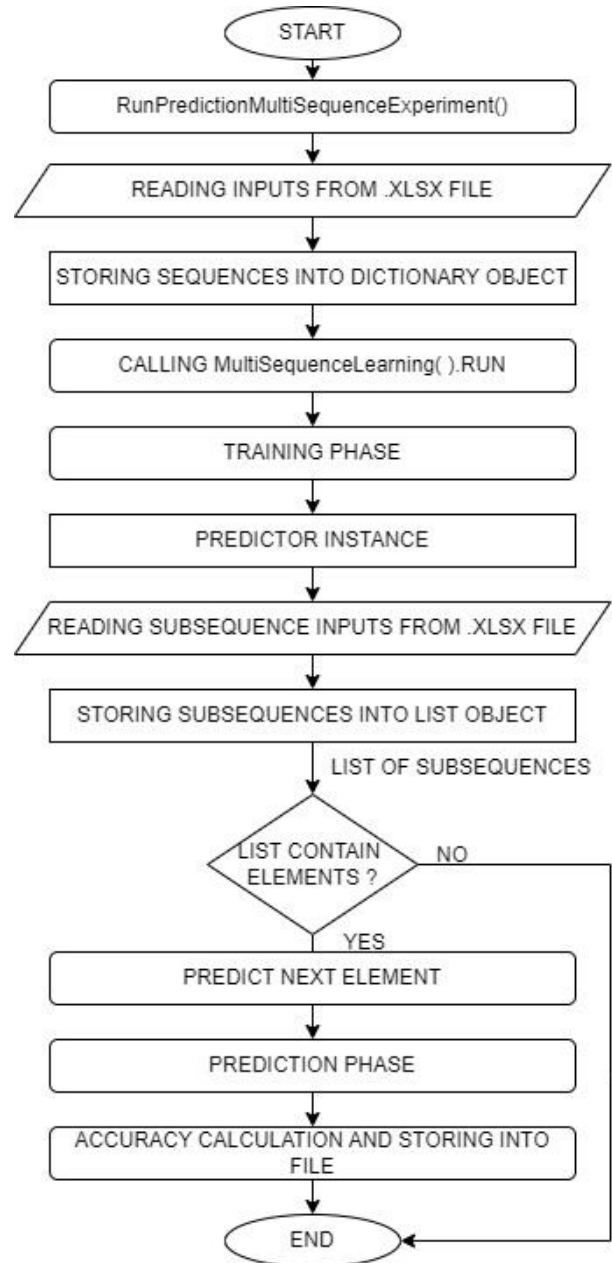 START
RunPredictionMultiSequenceExperiment()
READING INPUTS FROM .XLSX FILE
STORING SEQUENCES INTO DICTIONARY OBJECT
CALLING MultiSequenceLearning( ).RUN
TRAINING PHASE
PREDICTOR INSTANCE
READING SUBSEQUENCE INPUTS FROM .XLSX FILE
STORING SUBSEQUENCES INTO LIST OBJECT
LIST OF SUBSEQUENCES
LIST CONTAIN
ELEMENTS ?
NO
YES
PREDICT NEXT ELEMENT
PREDICTION PHASE
ACCURACY CALCULATION AND STORING INTO
FILE
END